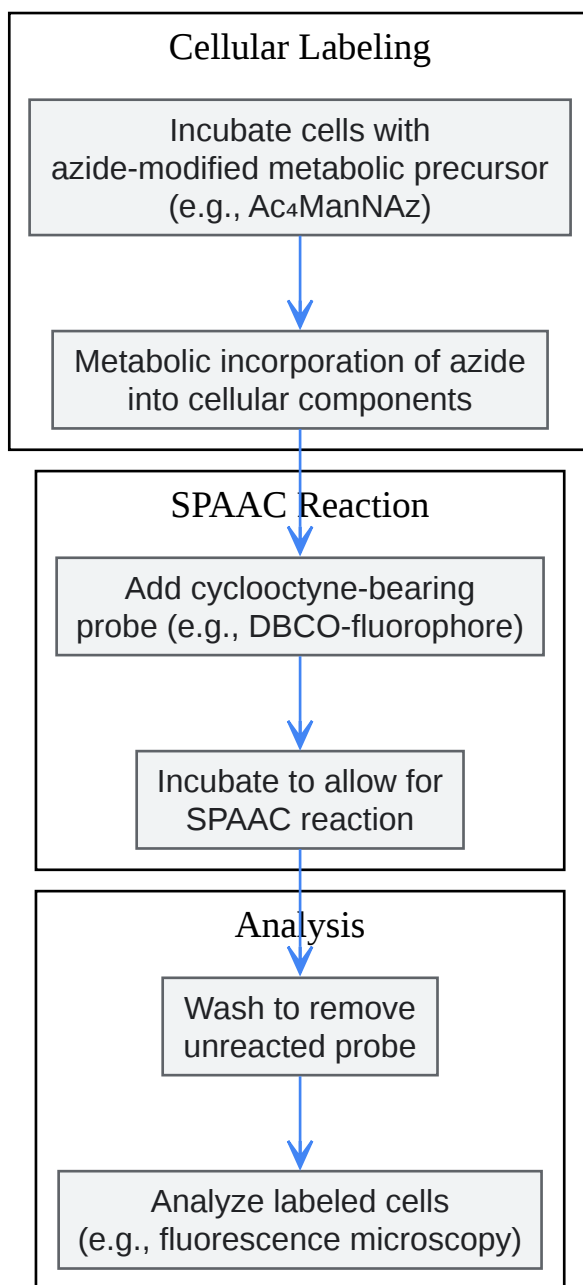 Cellular Labeling
Incubate cells with
azide-modified metabolic precursor
(e.g., Ac₄ManNAz)
Metabolic incorporation of azide
into cellular components
SPAAC Reaction
Add cyclooctyne-bearing
probe (e.g., DBCO-fluorophore)
Incubate to allow for
SPAAC reaction
Analysis
Wash to remove
unreacted probe
Analyze labeled cells
(e.g., fluorescence microscopy)